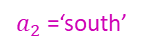 a₂ =‘south’